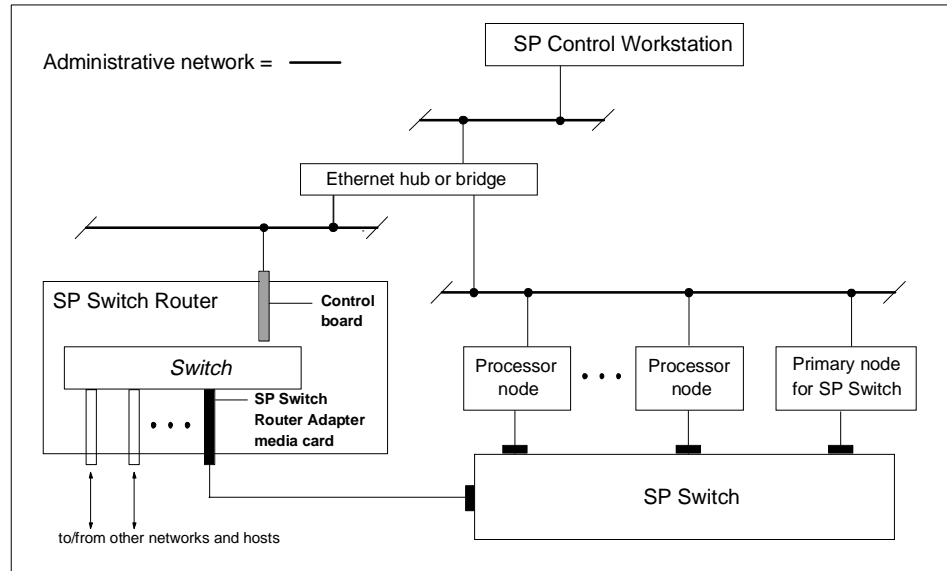 SP Control Workstation
Administrative network =
Ethernet hub or bridge
SP Switch Router
Control
board
Switch
SP Switch
Router Adapter
media card
to/from other networks and hosts
Processor
node
Processor
node
Primary node
for SP Switch
SP Switch